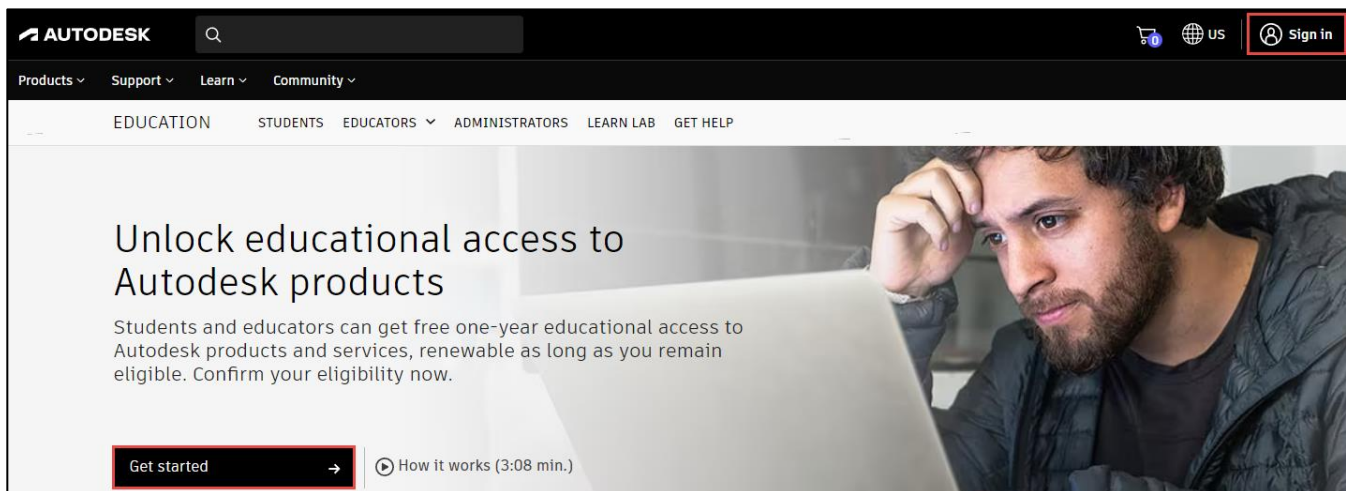 AUTODESK
0
US
Sign in
Products
Support
Learn
Community
EDUCATION
STUDENTS
EDUCATORS
ADMINISTRATORS
LEARN LAB
GET HELP
Unlock educational access to
Autodesk products
Students and educators can get free one-year educational access to
Autodesk products and services, renewable as long as you remain
eligible. Confirm your eligibility now.
Get started →
How it works (3:08 min.)